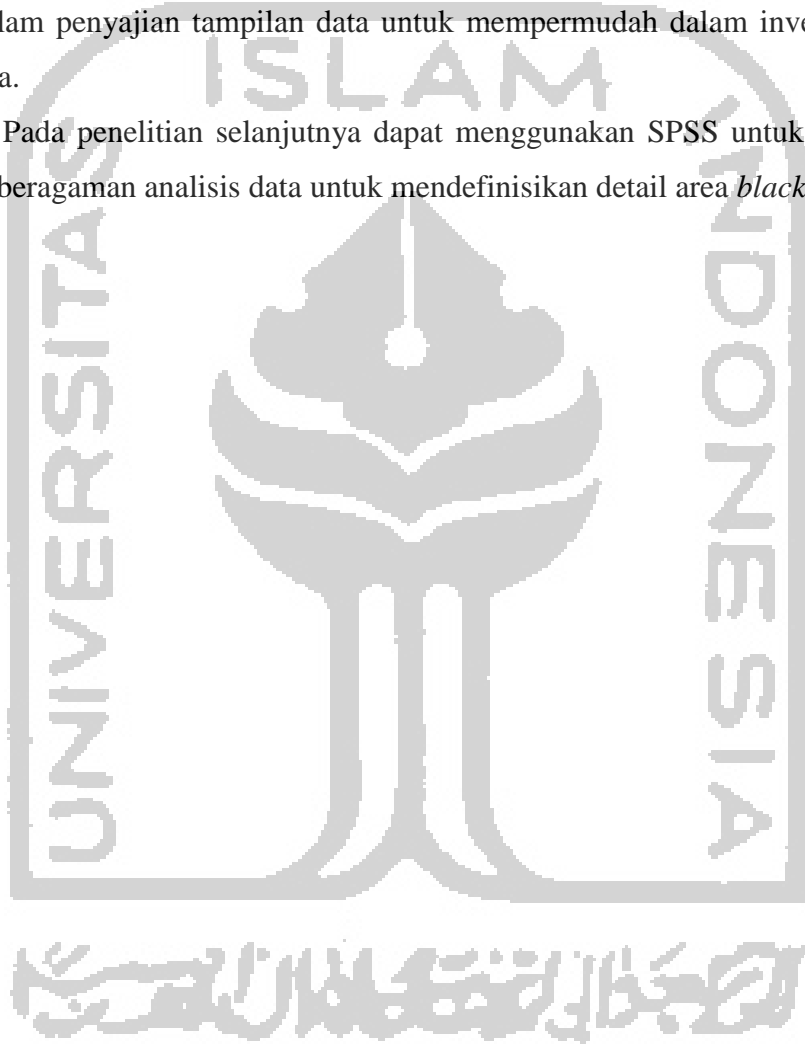 lam penyajian tampilan data untuk mempermudah dalam inve
a.
Pada penelitian selanjutnya dapat menggunakan SPSS untuk
beragaman analisis data untuk mendefinisikan detail area black
ISLAM
UNIVERSITAS
INDONESIA